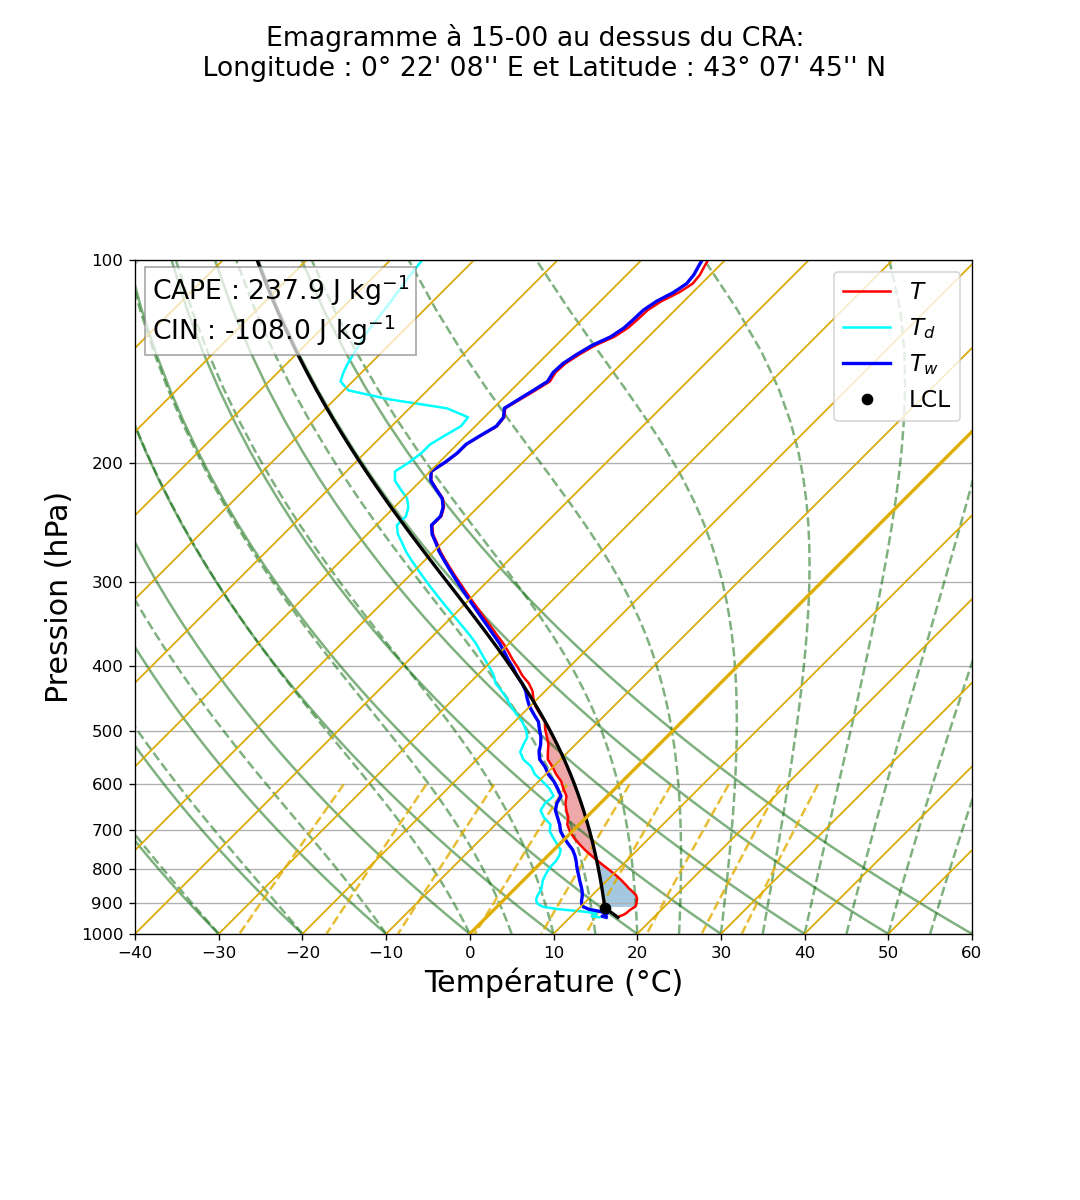 Emagramme à 15-00 au dessus du CRA:
Longitude : 0° 22' 08'' E et Latitude : 43° 07' 45'' N
CAPE : 237.9 J kg⁻¹
CIN : -108.0 J kg⁻¹
T
T_d
T_w
LCL
Pression (hPa)
100
200
300
400
500
600
700
800
900
1000
−40 −30 −20 −10 0 10 20 30 40 50 60
Température (°C)